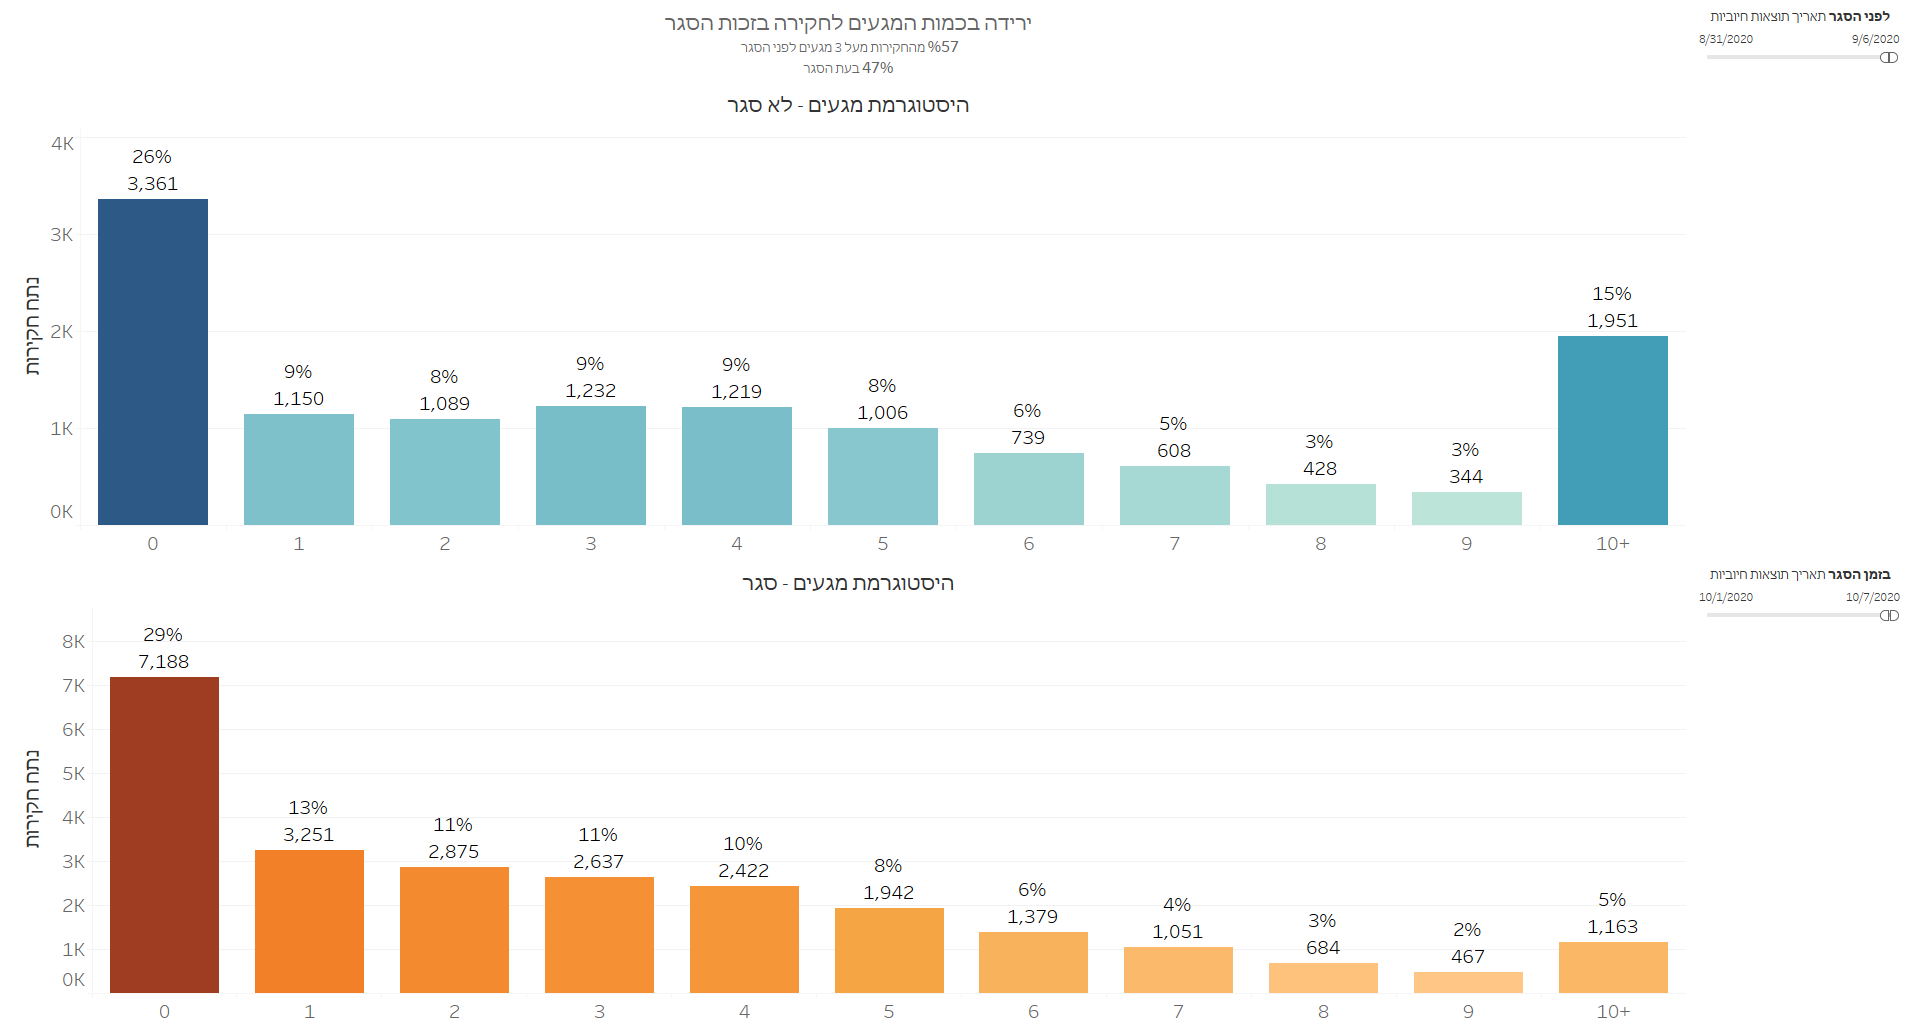 ירידה בכמות המגעים לחקירה בזכות הסגר
57% מהחקירות מעל 3 מגעים לפני הסגר
47% בעת הסגר
לפני הסגר תאריך תוצאות חיוביות
8/31/2020 9/6/2020
היסטוגרמת מגעים - לא סגר
נתח חקירות
4K
3K
2K
1K
0K
26%
3,361
9%
1,150
8%
1,089
9%
1,232
9%
1,219
8%
1,006
6%
739
5%
608
3%
428
3%
344
15%
1,951
0 1 2 3 4 5 6 7 8 9 10+
בזמן הסגר תאריך תוצאות חיוביות
10/1/2020 10/7/2020
היסטוגרמת מגעים - סגר
נתח חקירות
8K
7K
6K
5K
4K
3K
2K
1K
0K
29%
7,188
13%
3,251
11%
2,875
11%
2,637
10%
2,422
8%
1,942
6%
1,379
4%
1,051
3%
684
2%
467
5%
1,163
0 1 2 3 4 5 6 7 8 9 10+